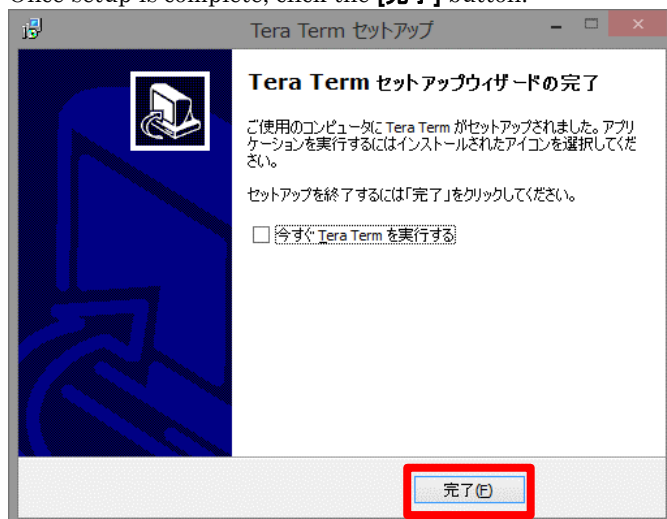 Once setup is complete, click the [完了] button.
Tera Term セットアップ
Tera Term セットアップウィザードの完了
ご使用のコンピュータに Tera Term がセットアップされました。アプリ
ケーションを実行するにはインストールされたアイコンを選択してくだ
さい。
セットアップを終了するには「完了」をクリックしてください。
今すぐ Tera Term を実行する
完了(F)